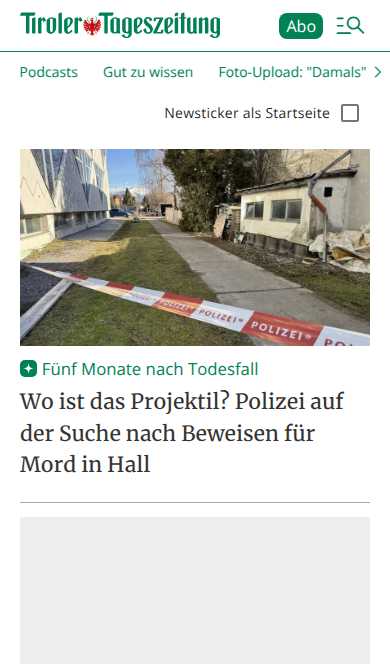 Tiroler Tageszeitung
Abo
Podcasts
Gut zu wissen
Foto-Upload: "Damals"
Newsticker als Startseite
POLIZEI
POLIZEI
POLIZEI
Fünf Monate nach Todesfall
Wo ist das Projektil? Polizei auf
der Suche nach Beweisen für
Mord in Hall